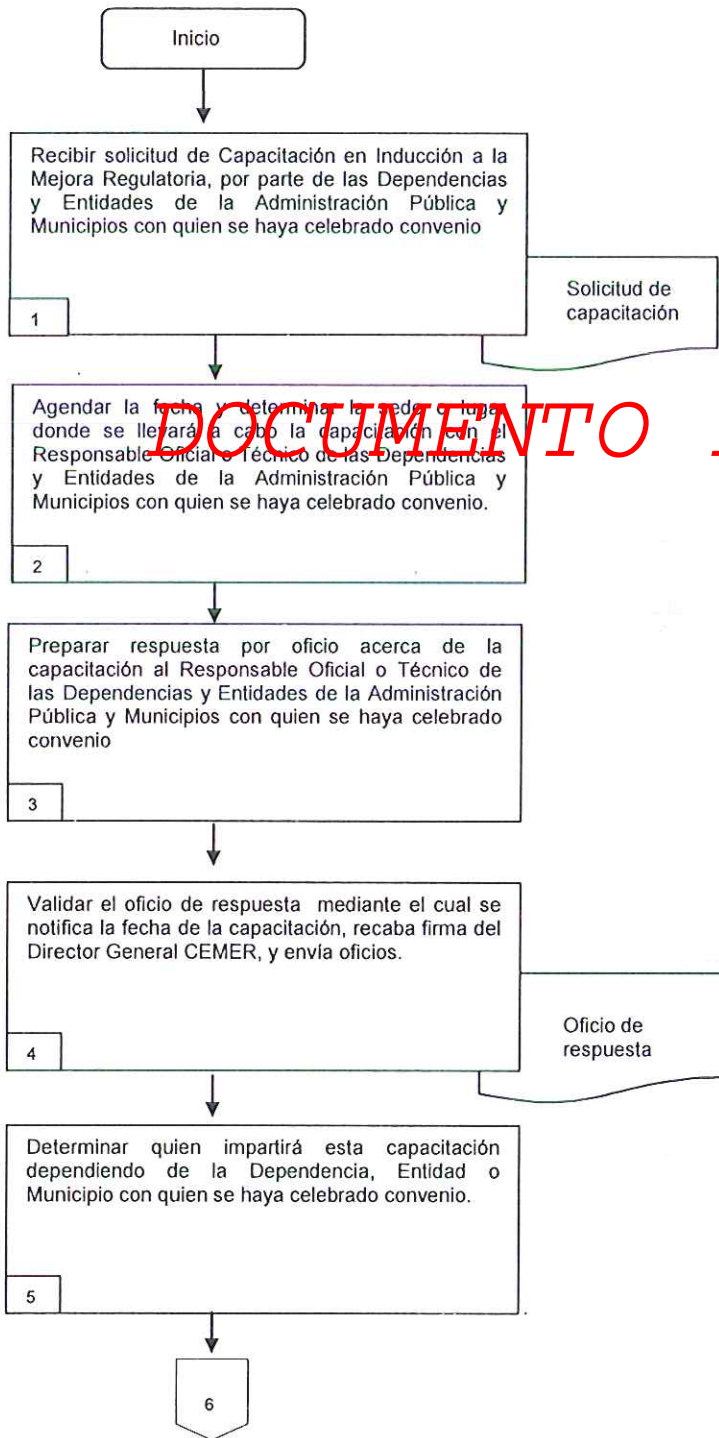 Inicio
Recibir solicitud de Capacitación en Inducción a la
Mejora Regulatoria, por parte de las Dependencias
y Entidades de la Administración Pública y
Municipios con quien se haya celebrado convenio
1
Solicitud de
capacitación
Agendar la fecha y determinar la sede o lugar
donde se llevará a cabo la capacitación con el
Responsable Oficial o Técnico de las Dependencias
y Entidades de la Administración Pública y
Municipios con quien se haya celebrado convenio.
2
DOCUMENTO
Preparar respuesta por oficio acerca de la
capacitación al Responsable Oficial o Técnico de
las Dependencias y Entidades de la Administración
Pública y Municipios con quien se haya celebrado
convenio
3
Validar el oficio de respuesta mediante el cual se
notifica la fecha de la capacitación, recaba firma del
Director General CEMER, y envía oficios.
4
Oficio de
respuesta
Determinar quien impartirá esta capacitación
dependiendo de la Dependencia, Entidad o
Municipio con quien se haya celebrado convenio.
5
6